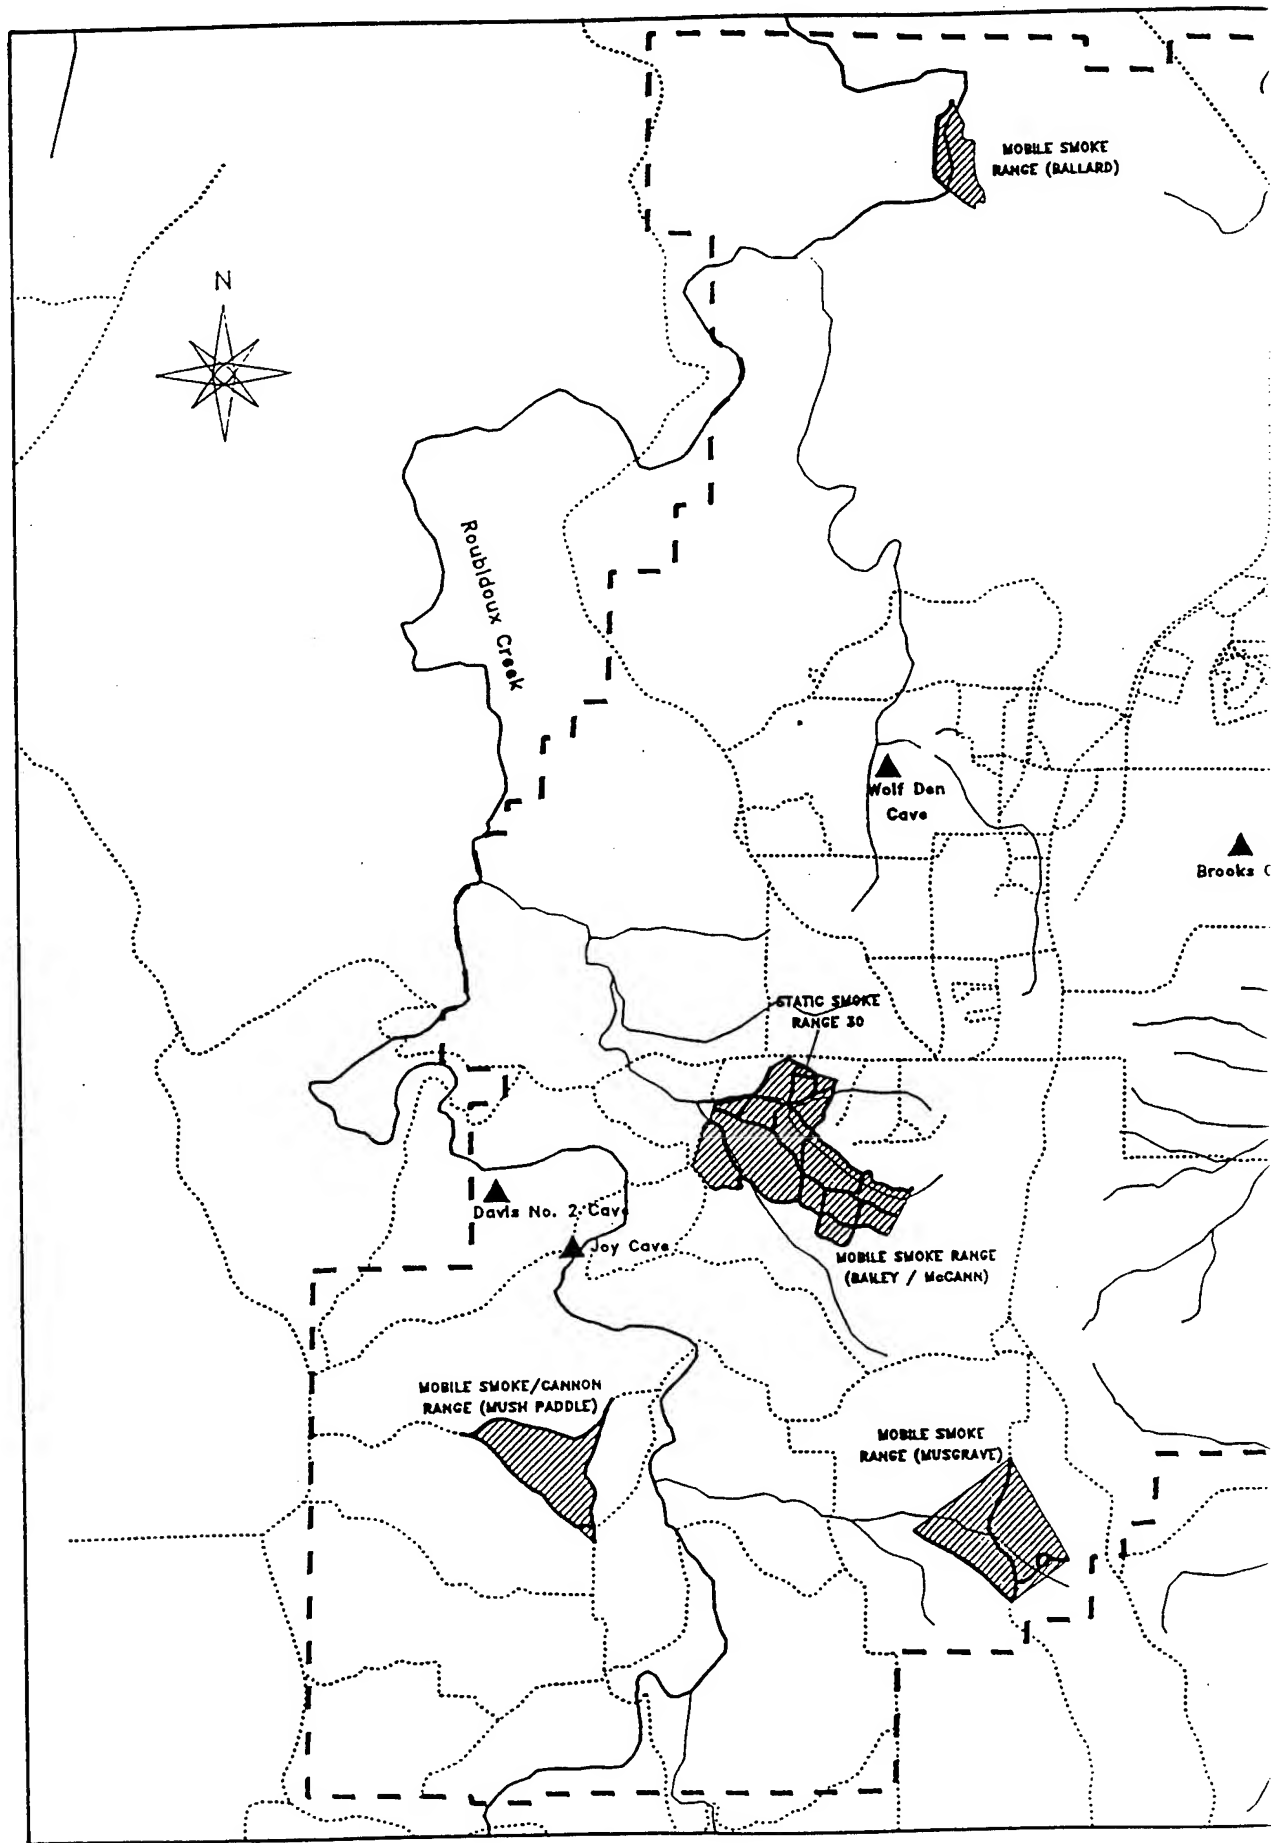 MOBILE SMOKE
RANGE (BALLARD)
N
Roubidoux Creek
Wolf Den
Cave
Brooks C
STATIC SMOKE
RANGE 30
Davis No. 2 Cave
Joy Cave
MOBILE SMOKE RANGE
(BAILEY / McCANN)
MOBILE SMOKE/CANNON
RANGE (MUSH PADDLE)
MOBILE SMOKE
RANGE (MUSGRAVE)